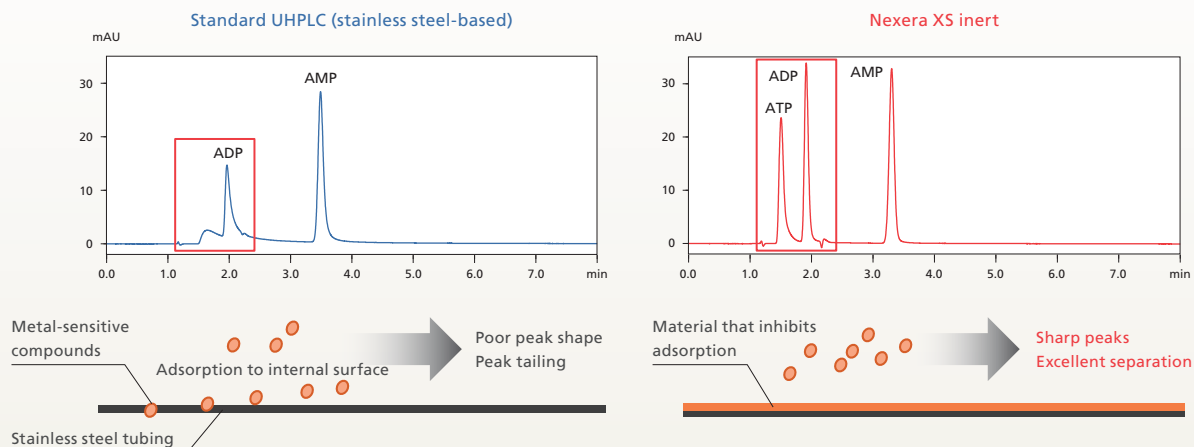 Standard UHPLC (stainless steel-based)
mAU
30
20
10
0
ADP
AMP
0.0 1.0 2.0 3.0 4.0 5.0 6.0 7.0 min
Nexera XS inert
mAU
30
20
10
0
ADP
ATP
AMP
0.0 1.0 2.0 3.0 4.0 5.0 6.0 7.0 min
Metal-sensitive
compounds
Adsorption to internal surface
Stainless steel tubing
Poor peak shape
Peak tailing
Material that inhibits
adsorption
Sharp peaks
Excellent separation